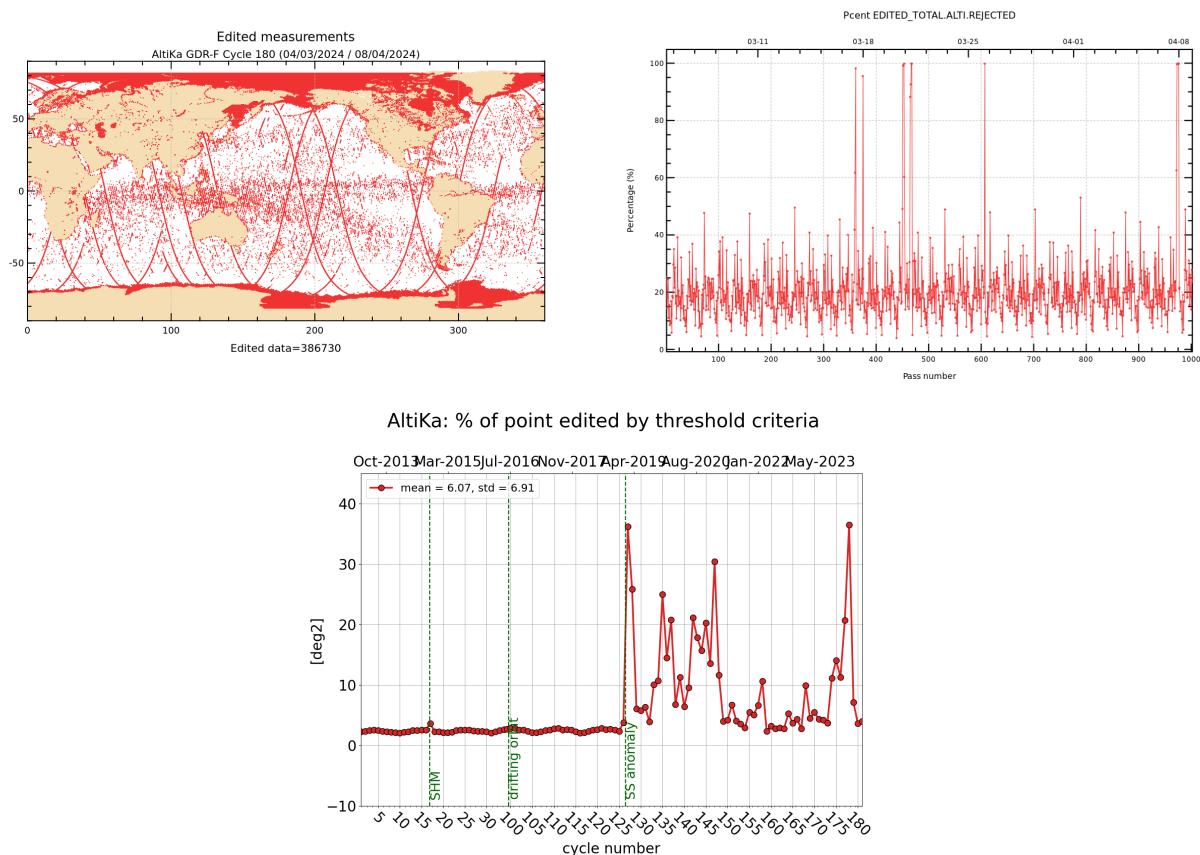 Edited measurements
AltiKa GDR-F Cycle 180 (04/03/2024 / 08/04/2024)
50
0
-50
0 100 200 300
Edited data=386730
Pcent EDITED_TOTAL.ALTI.REJECTED
03-11 03-18 03-25 04-01 04-08
100
80
60
40
20
0
Percentage (%)
100 200 300 400 500 600 700 800 900 1000
Pass number
AltiKa: % of point edited by threshold criteria
Oct-2013 Mar-2015 Jul-2016 Nov-2017 Apr-2019 Aug-2020 Jan-2022 May-2023
mean = 6.07, std = 6.91
40
30
20
10
0
−10
[deg2]
SHM
drifting orbit
SS anomaly
5 10 15 20 25 30 100 105 110 115 120 125 130 135 140 145 150 155 160 165 170 175 180
cycle number